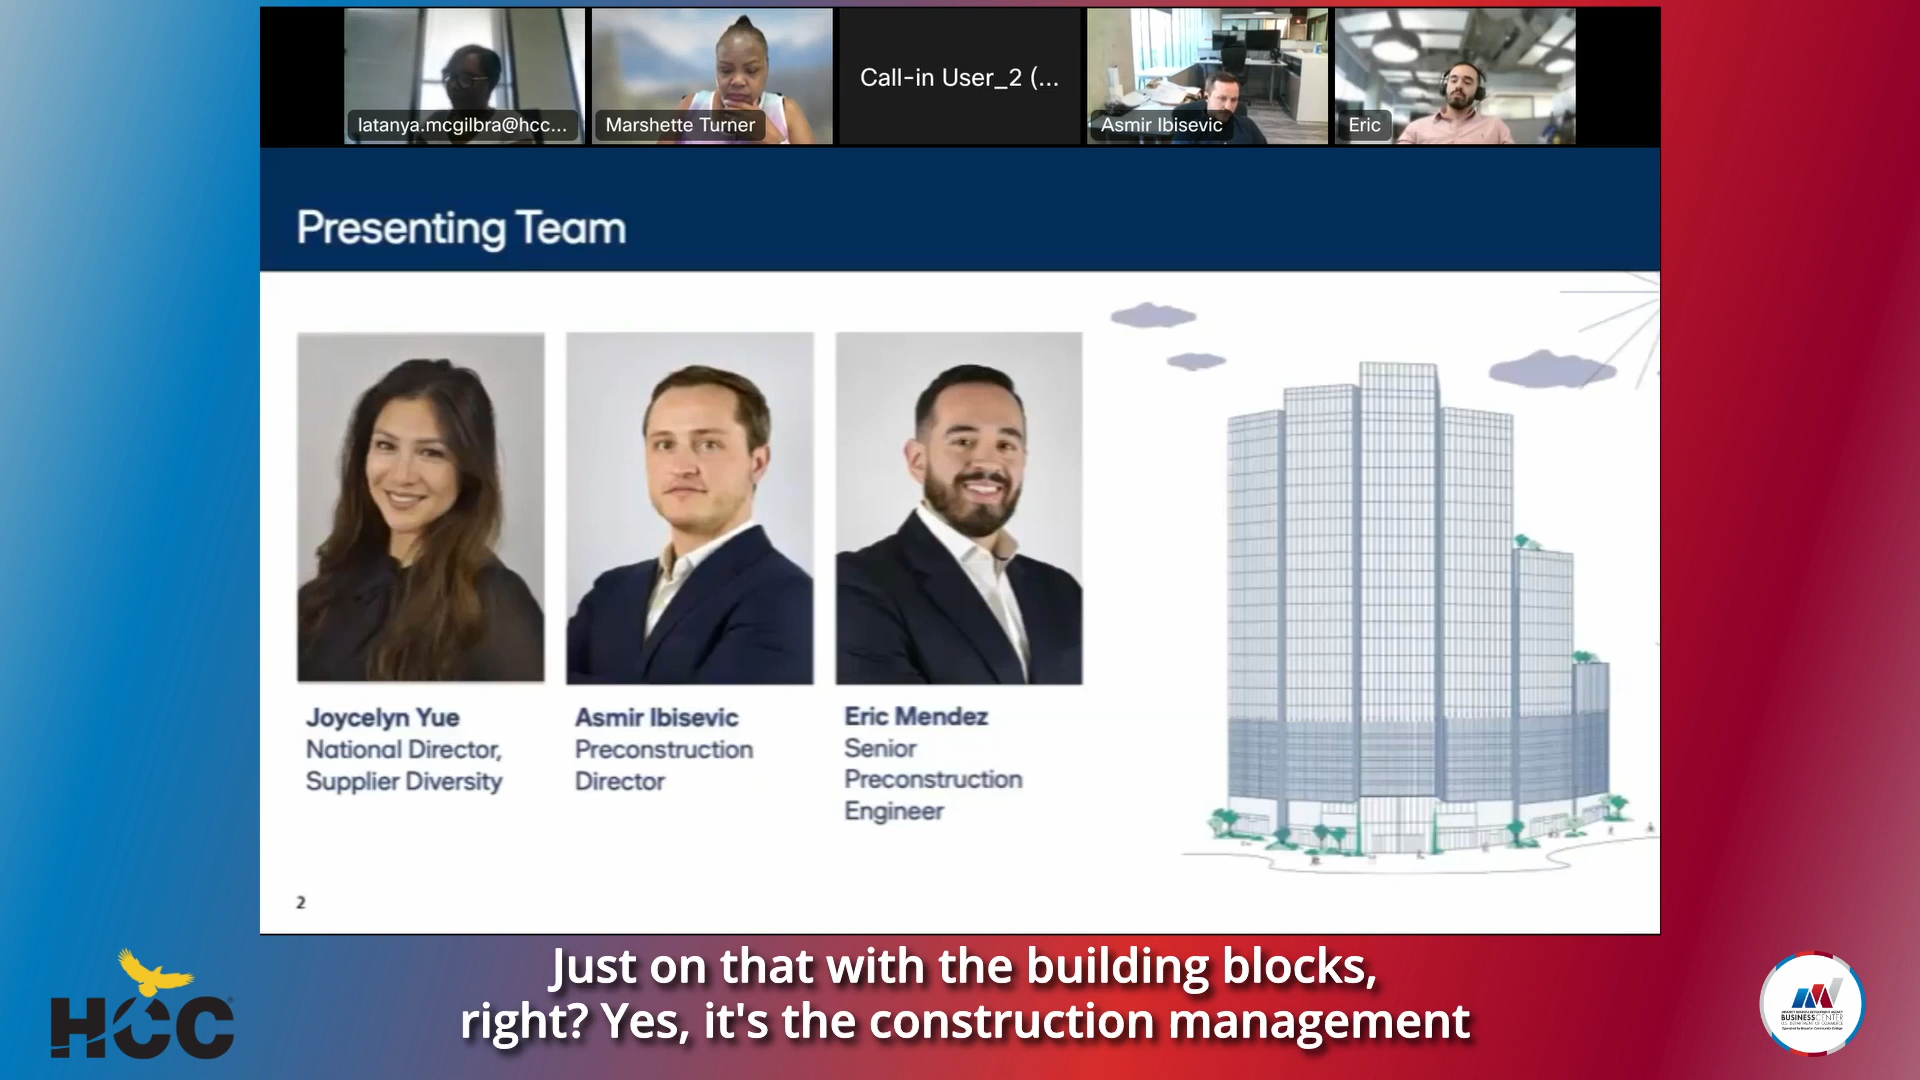 latanya.mcgilbra@hcc...
Marshette Turner
Call-in User_2 (...
Asmir Ibisevic
Eric
Presenting Team
Joycelyn Yue
National Director,
Supplier Diversity
Asmir Ibisevic
Preconstruction
Director
Eric Mendez
Senior
Preconstruction
Engineer
2
Just on that with the building blocks,
right? Yes, it's the construction management
HCC
BUSINESS CENTER